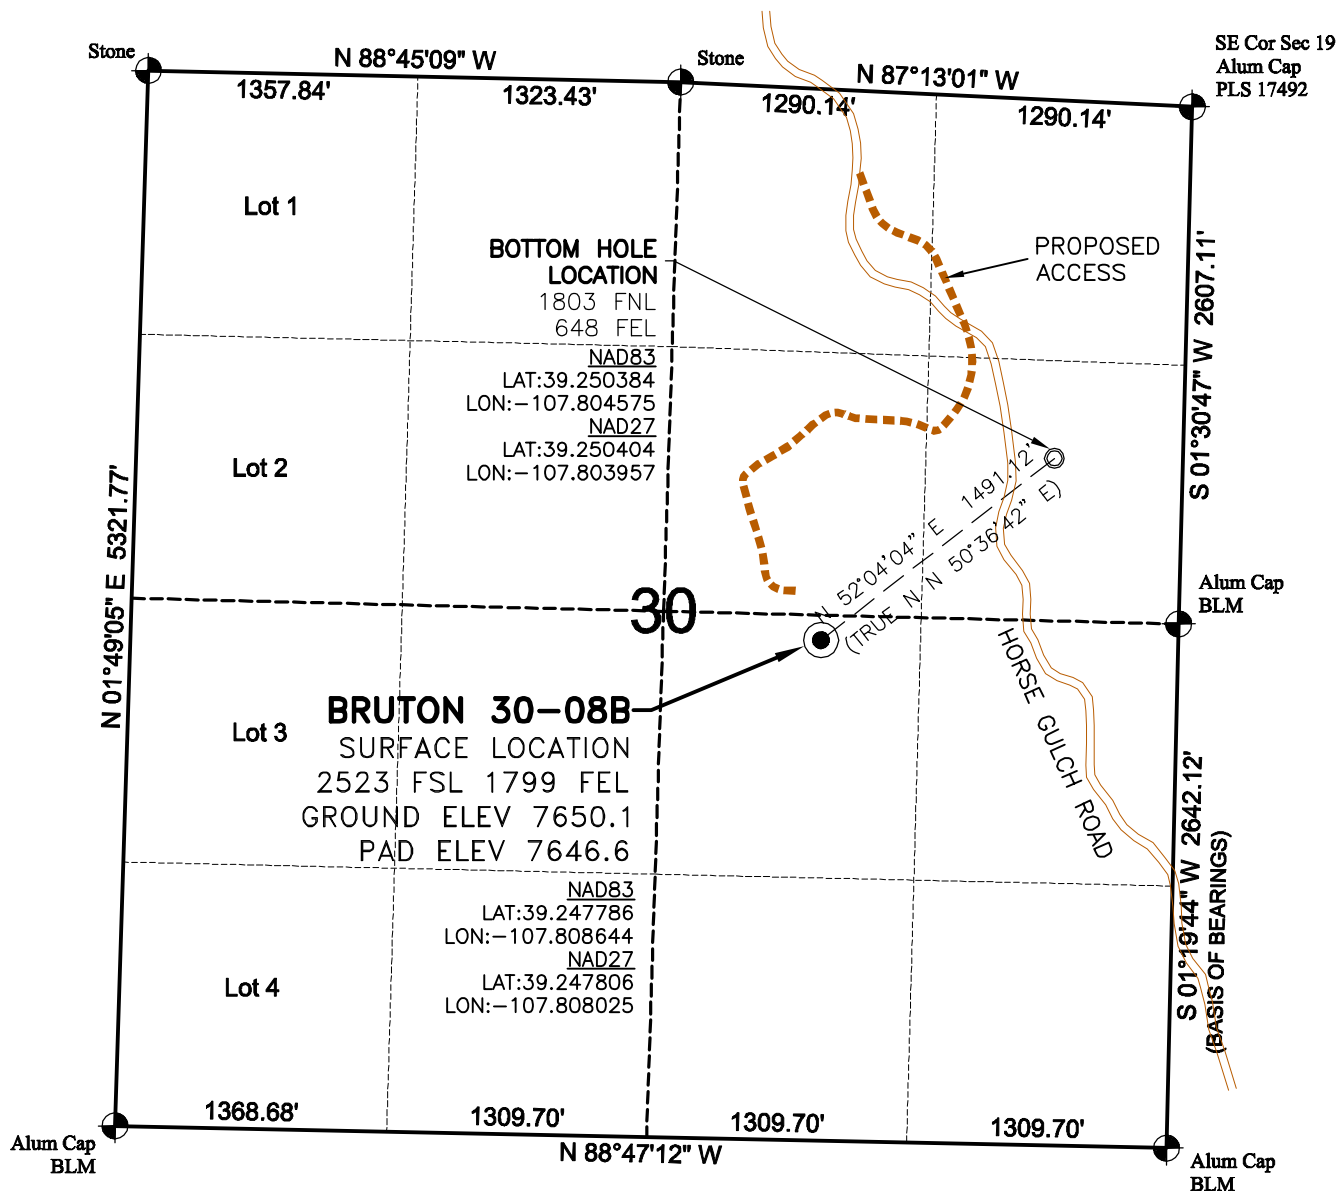 Stone
N 88°45'09" W
Stone
N 87°13'01" W
SE Cor Sec 19
Alum Cap
PLS 17492
1357.84'
1323.43'
1290.14'
1290.14'
Lot 1
BOTTOM HOLE
LOCATION
1803 FNL
648 FEL
NAD83
LAT:39.250384
LON:-107.804575
NAD27
LAT:39.250404
LON:-107.803957
PROPOSED
ACCESS
S 01°30'47" W 2607.11'
Lot 2
N 01°49'05" E 5321.77'
N 52°04'04" E 1491.12'
(TRUE N N 50°36'42" E)
Alum Cap
BLM
30
HORSE GULCH ROAD
BRUTON 30-08B
SURFACE LOCATION
2523 FSL 1799 FEL
GROUND ELEV 7650.1
PAD ELEV 7646.6
Lot 3
NAD83
LAT:39.247786
LON:-107.808644
NAD27
LAT:39.247806
LON:-107.808025
S 01°19'44" W 2642.12'
(BASIS OF BEARINGS)
Lot 4
1368.68'
1309.70'
1309.70'
1309.70'
N 88°47'12" W
Alum Cap
BLM
Alum Cap
BLM